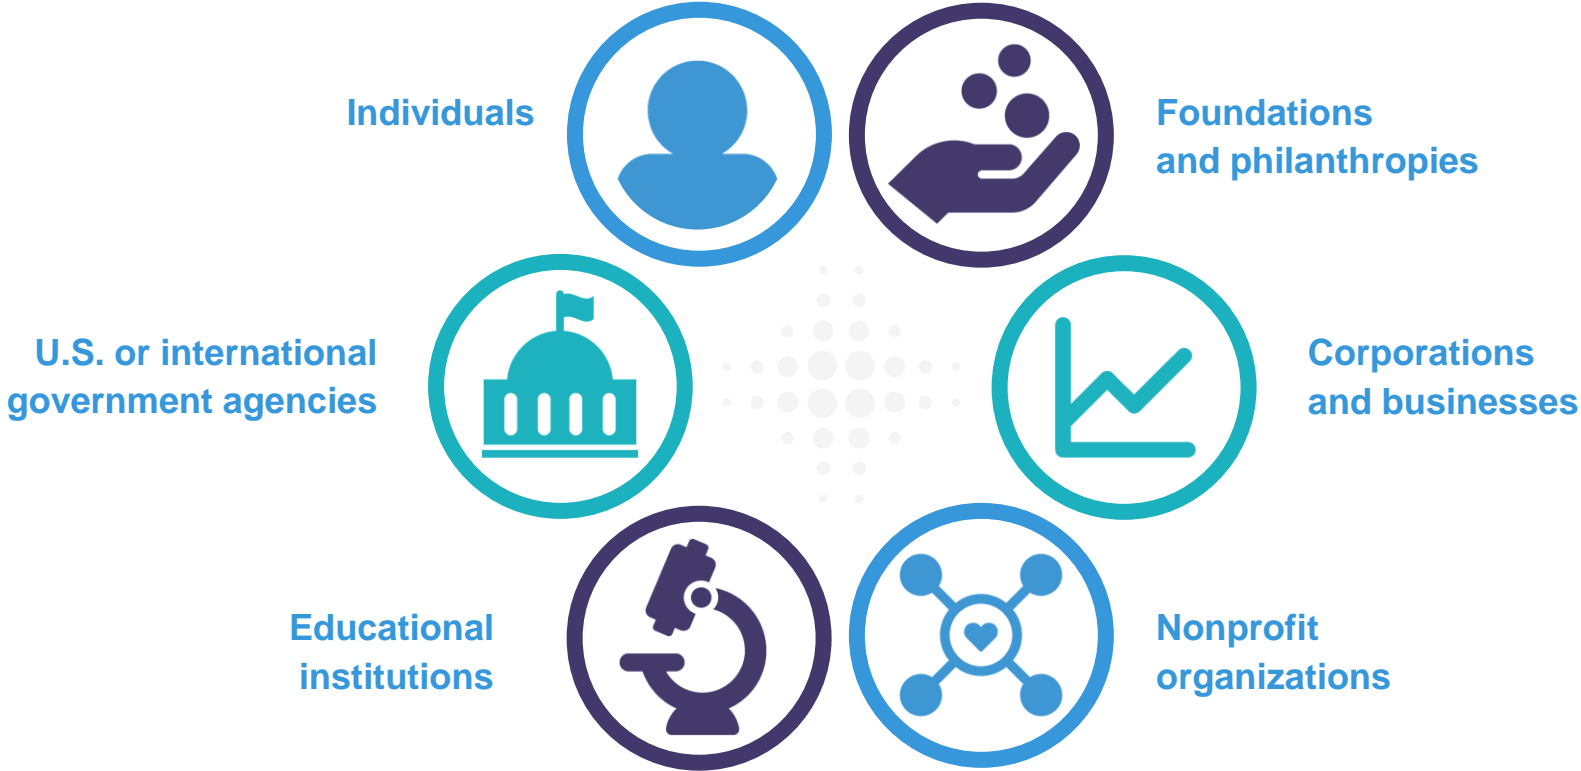 Individuals
Foundations
and philanthropies
U.S. or international
government agencies
Corporations
and businesses
Educational
institutions
Nonprofit
organizations